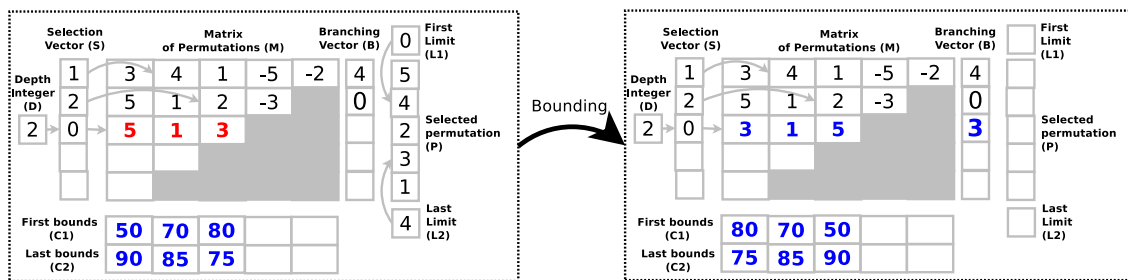 Selection
Vector (S)
Matrix
of Permutations (M)
Branching
Vector (B)
First
Limit
(L1)
0
Depth
Integer
(D)
1 3 4 1 -5 -2 4 5
2 5 1 2 -3 0 4
2 0 5 1 3 2
Selected
permutation
(P)
3
1
4
Last
Limit
(L2)
First bounds
(C1)
50 70 80
Last bounds
(C2)
90 85 75
Bounding
Selection
Vector (S)
Matrix
of Permutations (M)
Branching
Vector (B)
First
Limit
(L1)
Depth
Integer
(D)
1 3 4 1 -5 -2 4
2 5 1 2 -3 0
2 0 3 1 5 3
Selected
permutation
(P)
Last
Limit
(L2)
First bounds
(C1)
80 70 50
Last bounds
(C2)
75 85 90